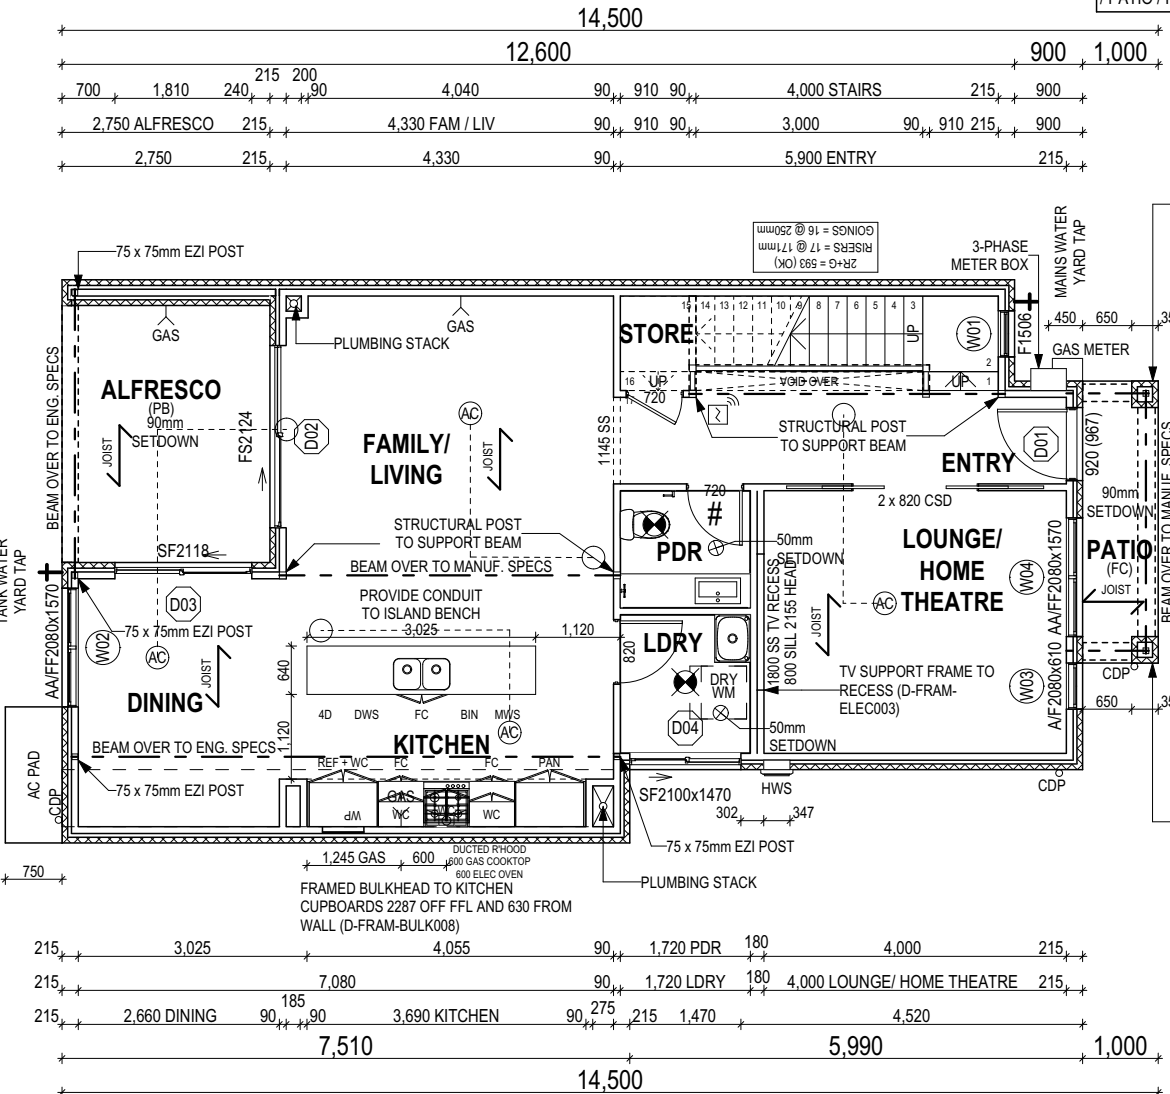 14,500
12,600 900 1,000
215 200
700 1,810 240 90 4,040 90 910 90 4,000 STAIRS 215 900
2,750 ALFRESCO 215 4,330 FAM / LIV 90 910 90 3,000 90 910 215 900
2,750 215 4,330 90 5,900 ENTRY 215
75 x 75mm EZI POST
2R+G = 593 (OK)
RISERS = 17 @ 171mm
GOINGS = 16 @ 250mm
3-PHASE
METER BOX
MAINS WATER
YARD TAP
450 650
GAS
GAS
PLUMBING STACK
STORE
15 14 13 12 11 10 9 8 7 6 5 4 3
UP
W01
F1506
GAS METER
2
1
16
UP
720
VOID OVER
UP
BEAM OVER TO ENG. SPECS
ALFRESCO
(PB)
90mm
SETDOWN
JOIST
FS2124
D02
AC
FAMILY/
LIVING
JOIST
1145 SS
STRUCTURAL POST
TO SUPPORT BEAM
D01
920 (967)
ENTRY
720
#
2 x 820 CSD
90mm
SETDOWN
BEAM OVER TO MANUF. SPECS
STRUCTURAL POST
TO SUPPORT BEAM
PDR
50mm
SETDOWN
LOUNGE/
HOME
THEATRE
PATIO
(FC)
JOIST
SF2118
BEAM OVER TO MANUF. SPECS
TANK WATER
YARD TAP
AA/FF2080x1570
W02
D03
75 x 75mm EZI POST
PROVIDE CONDUIT
TO ISLAND BENCH
3,025 1,120
1800 SS TV RECESS
800 SILL 2155 HEAD
JOIST
AC
W04
AA/FF2080x1570
LDRY
820
AC
JOIST
640
DINING
DRY
WM
TV SUPPORT FRAME TO
RECESS (D-FRAM-
ELEC003)
W03
A/F2080x610
CDP
650
4D DWS FC BIN MWS
AC
D04
50mm
SETDOWN
1,120
KITCHEN
BEAM OVER TO ENG. SPECS
REF + WC FC FC PAN
AC PAD
CDP
75 x 75mm EZI POST
WP
GAS
WC
WC
SF2100x1470
HWS
CDP
302 347
75 x 75mm EZI POST
750
1,245 GAS 600
DUCTED R'HOOD
600 GAS COOKTOP
600 ELEC OVEN
PLUMBING STACK
FRAMED BULKHEAD TO KITCHEN
CUPBOARDS 2287 OFF FFL AND 630 FROM
WALL (D-FRAM-BULK008)
215 3,025 4,055 90 1,720 PDR 180 4,000 215
215 7,080 90 1,720 LDRY 180 4,000 LOUNGE/ HOME THEATRE 215
215 2,660 DINING 90 185 90 3,690 KITCHEN 90 275 215 1,470 4,520
7,510 5,990 1,000
14,500